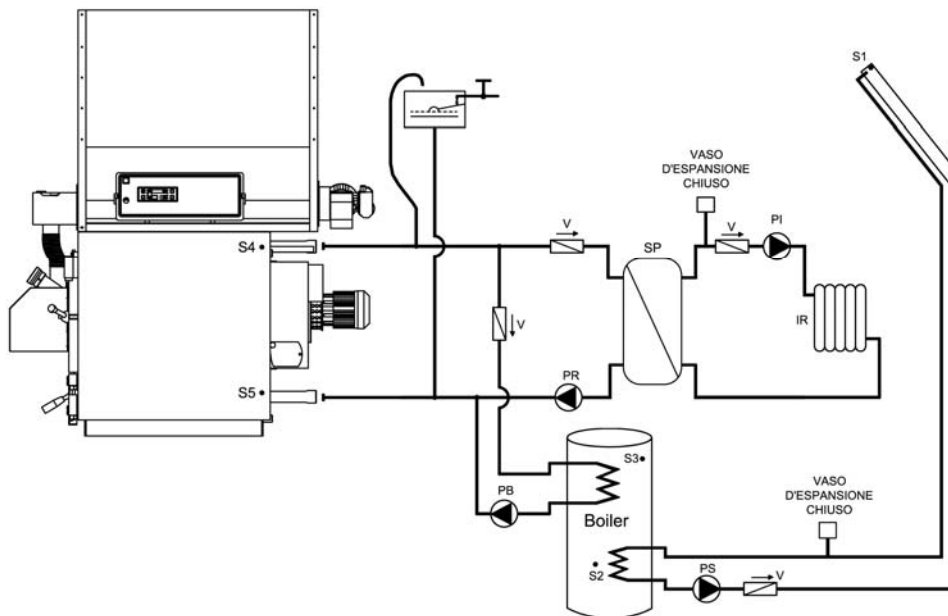 S1
VASO
D'ESPANSIONE
CHIUSO
V
V
PI
S4
SP
V
IR
S5
PR
S3
PB
Boiler
VASO
D'ESPANSIONE
CHIUSO
S2
PS
V